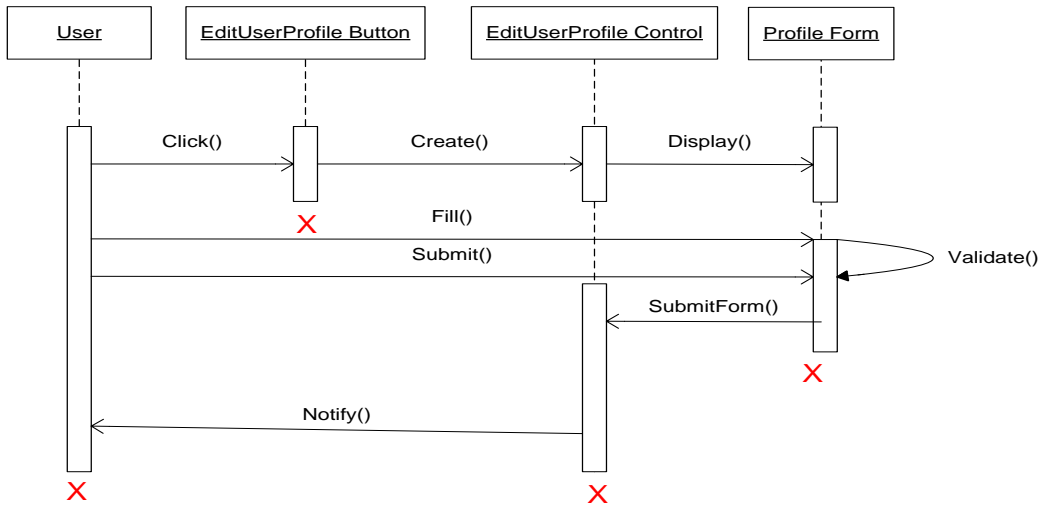 User
EditUserProfile Button
EditUserProfile Control
Profile Form
Click()
Create()
Display()
Fill()
Submit()
Validate()
SubmitForm()
Notify()